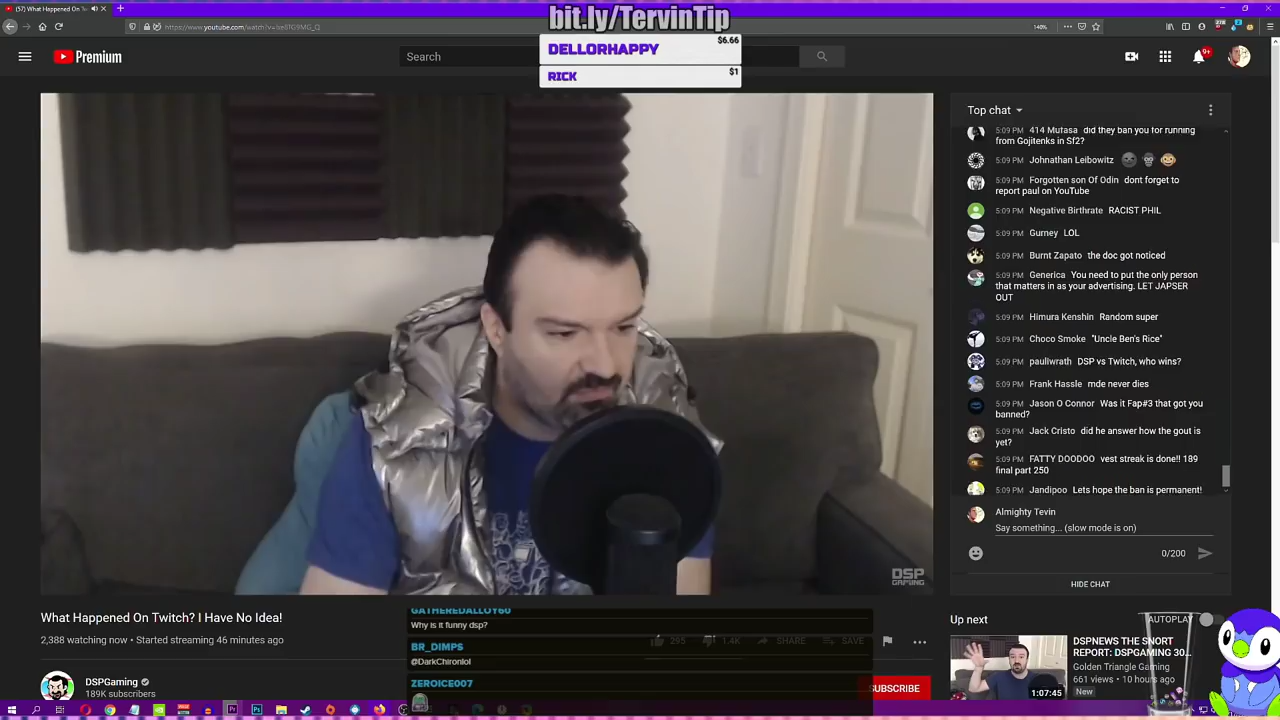 (57) What Happened On Tw
bit.ly/TervinTip
140%
DELLORHAPPY
$6.66
RICK
$1
Premium
Search
9+
Top chat
5:09 PM 414 Mutasa did they ban you for running
from Gojitenks in Sf2?
5:09 PM Johnathan Leibowitz
5:09 PM Forgotten son Of Odin dont forget to
report paul on YouTube
5:09 PM Negative Birthrate RACIST PHIL
5:09 PM Gurney LOL
5:09 PM Burnt Zapato the doc got noticed
5:09 PM Generica You need to put the only person
that matters in as your advertising. LET JAPSER
OUT
5:09 PM Himura Kenshin Random super
5:09 PM Choco Smoke "Uncle Ben's Rice"
5:09 PM pauliwrath DSP vs Twitch, who wins?
5:09 PM Frank Hassle mde never dies
5:09 PM Jason O Connor Was it Fap#3 that got you
banned?
5:09 PM Jack Cristo did he answer how the gout is
yet?
5:09 PM FATTY DOODOO vest streak is done!! 189
final part 250
5:09 PM Jandipoo Lets hope the ban is permanent!
Almighty Tevin
Say something... (slow mode is on)
0/200
HIDE CHAT
DSP
GAMING
What Happened On Twitch? I Have No Idea!
2,388 watching now • Started streaming 46 minutes ago
GATHEREDALLOY60
Why is it funny dsp?
BR_DIMPS
@DarkChironlol
ZEROICE007
295
1.4K
SHARE
SAVE
DSPGaming
189K subscribers
SUBSCRIBE
Up next
AUTOPLAY
DSPNEWS THE SNORT
REPORT: DSPGAMING 30...
Golden Triangle Gaming
661 views • 10 hours ago
New
1:07:45